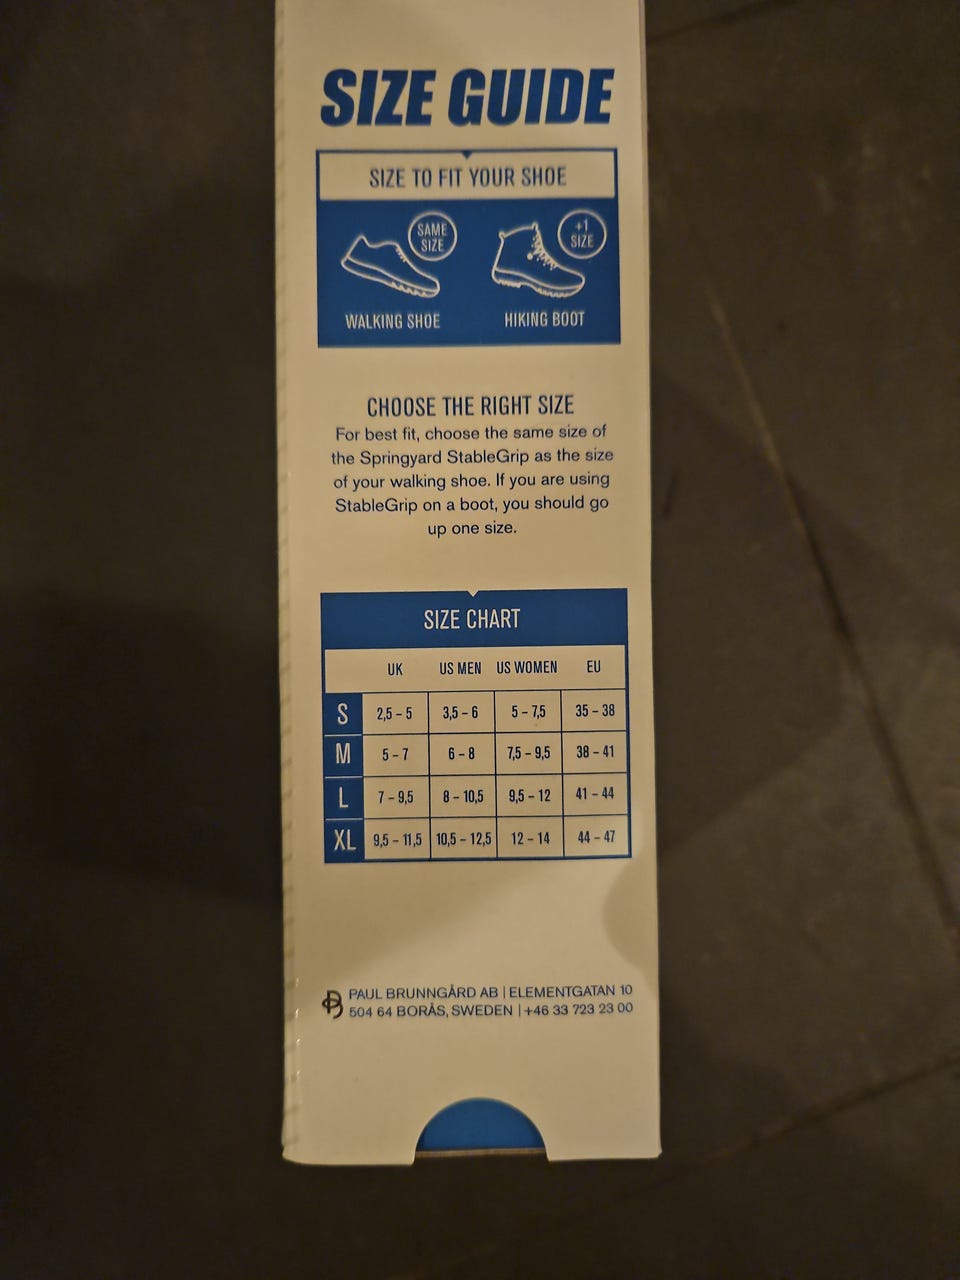 SIZE GUIDE
SIZE TO FIT YOUR SHOE
SAME
SIZE
+1
SIZE
WALKING SHOE HIKING BOOT
CHOOSE THE RIGHT SIZE
For best fit, choose the same size of
the Springyard StableGrip as the size
of your walking shoe. If you are using
StableGrip on a boot, you should go
up one size.
SIZE CHART
UK US MEN US WOMEN EU
S 2,5 – 5 3,5 – 6 5 – 7,5 35 – 38
M 5 – 7 6 – 8 7,5 – 9,5 38 – 41
L 7 – 9,5 8 – 10,5 9,5 – 12 41 – 44
XL 9,5 – 11,5 10,5 – 12,5 12 – 14 44 – 47
PAUL BRUNNGÅRD AB | ELEMENTGATAN 10
504 64 BORÅS, SWEDEN | +46 33 723 23 00